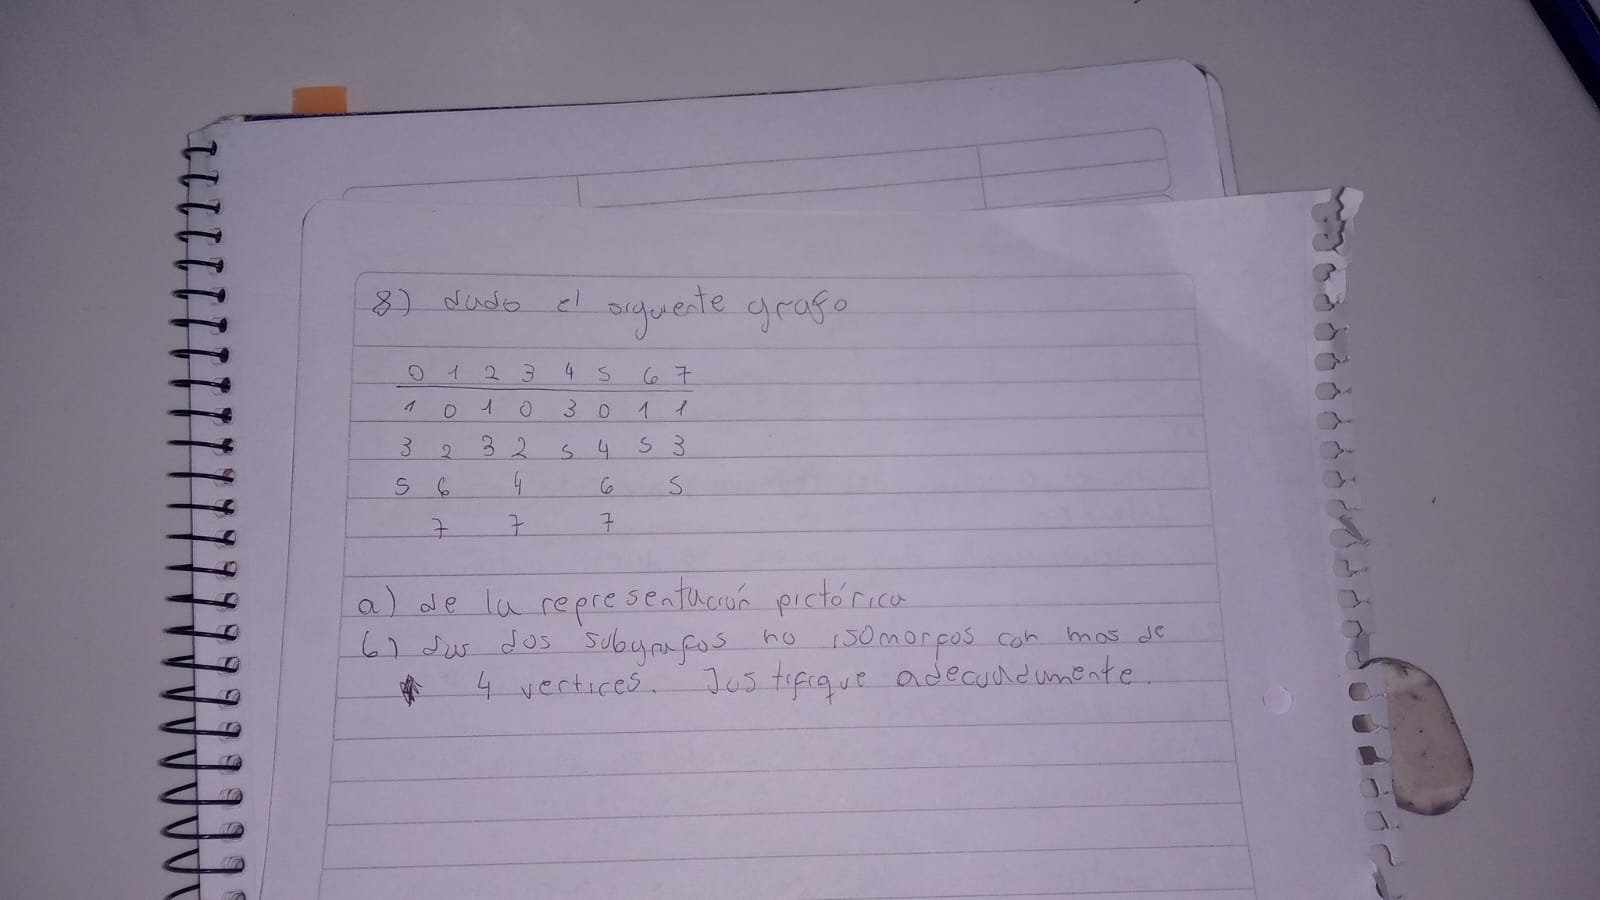 8) dado el siguiente grafo
0 1 2 3 4 5 6 7
1 0 1 0 3 0 1 1
3 2 3 2 5 4 5 3
5 6 4 6 5
7 7 7
a) de la representación pictórica
b) das dos subgrafos no isomorfos con mas de
4 vertices. Justifique adecuadamente.